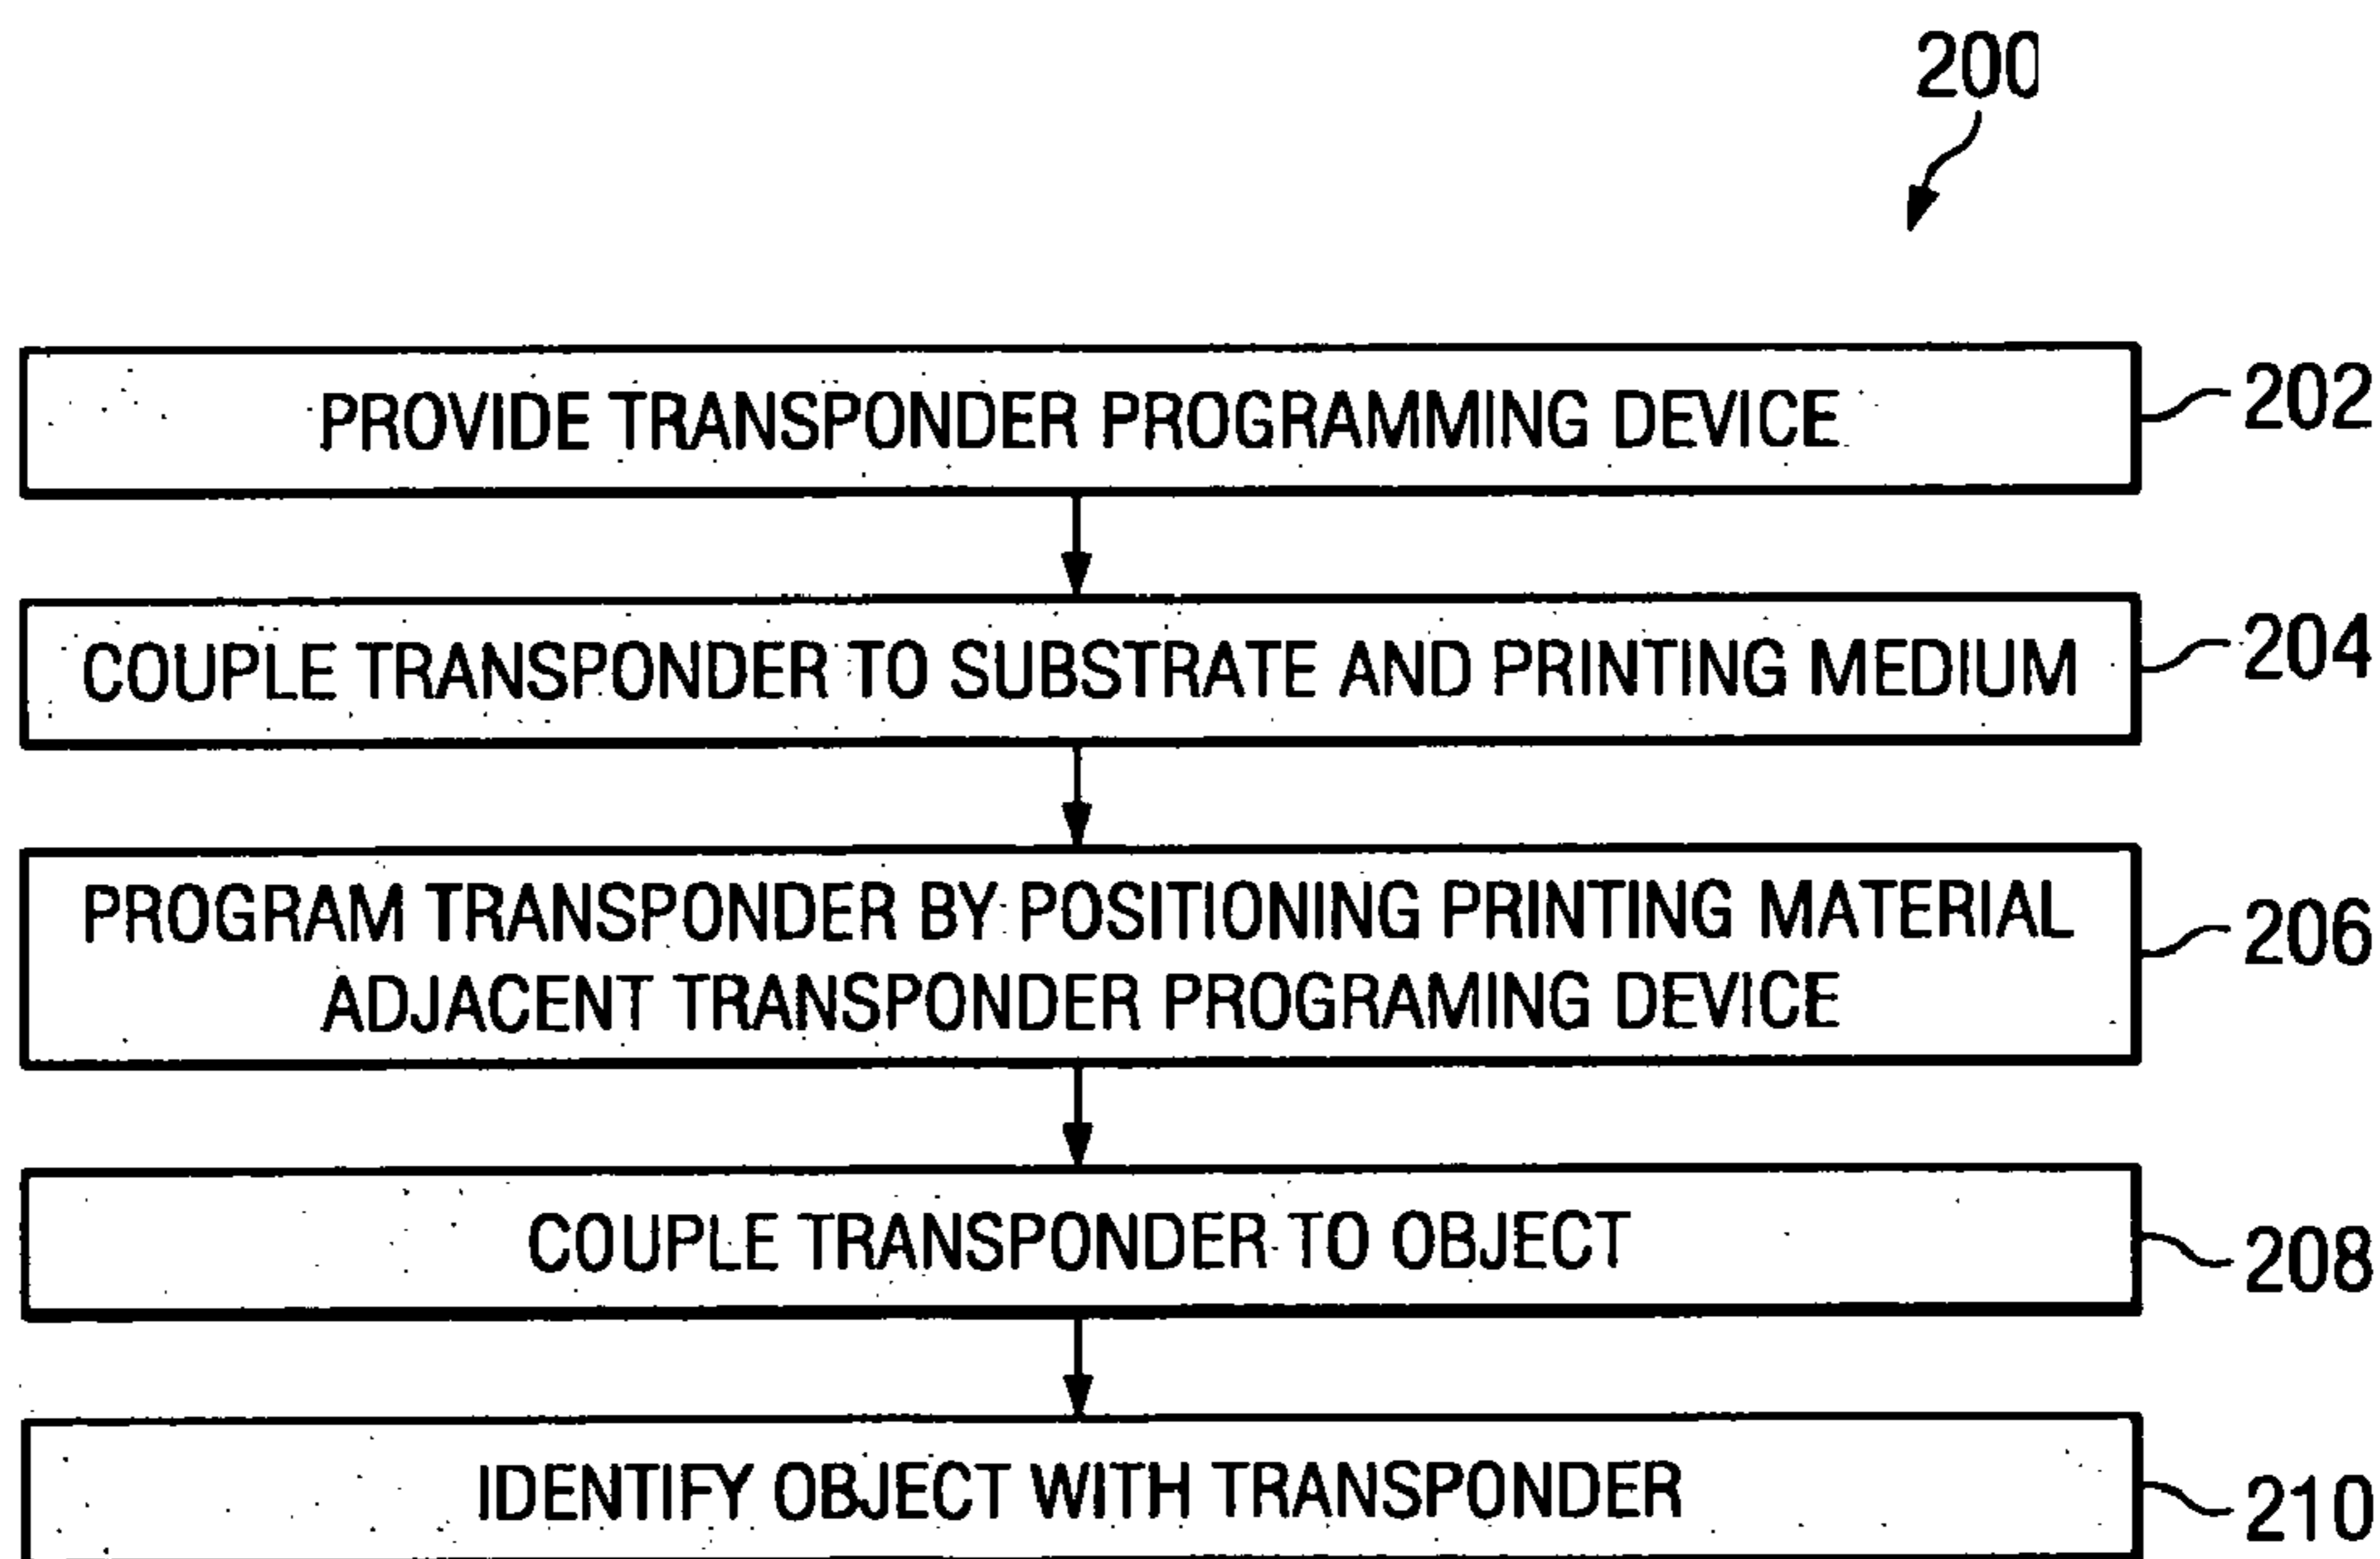 200
PROVIDE TRANSPONDER PROGRAMMING DEVICE
202
COUPLE TRANSPONDER TO SUBSTRATE AND PRINTING MEDIUM
204
PROGRAM TRANSPONDER BY POSITIONING PRINTING MATERIAL
ADJACENT TRANSPONDER PROGRAMING DEVICE
206
COUPLE TRANSPONDER TO OBJECT
208
IDENTIFY OBJECT WITH TRANSPONDER
210